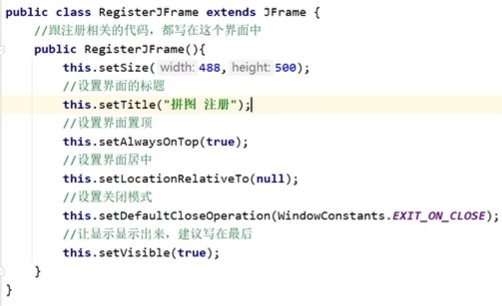 public class RegisterJFrame extends JFrame {
//跟注册相关的代码，都写在这个界面中
public RegisterJFrame(){
this.setSize( width: 488, height: 500);
//设置界面的标题
this.setTitle("拼图 注册");
//设置界面置顶
this.setAlwaysOnTop(true);
//设置界面居中
this.setLocationRelativeTo(null);
//设置关闭模式
this.setDefaultCloseOperation(WindowConstants.EXIT_ON_CLOSE);
//让显示显示出来，建议写在最后
this.setVisible(true);
}
}